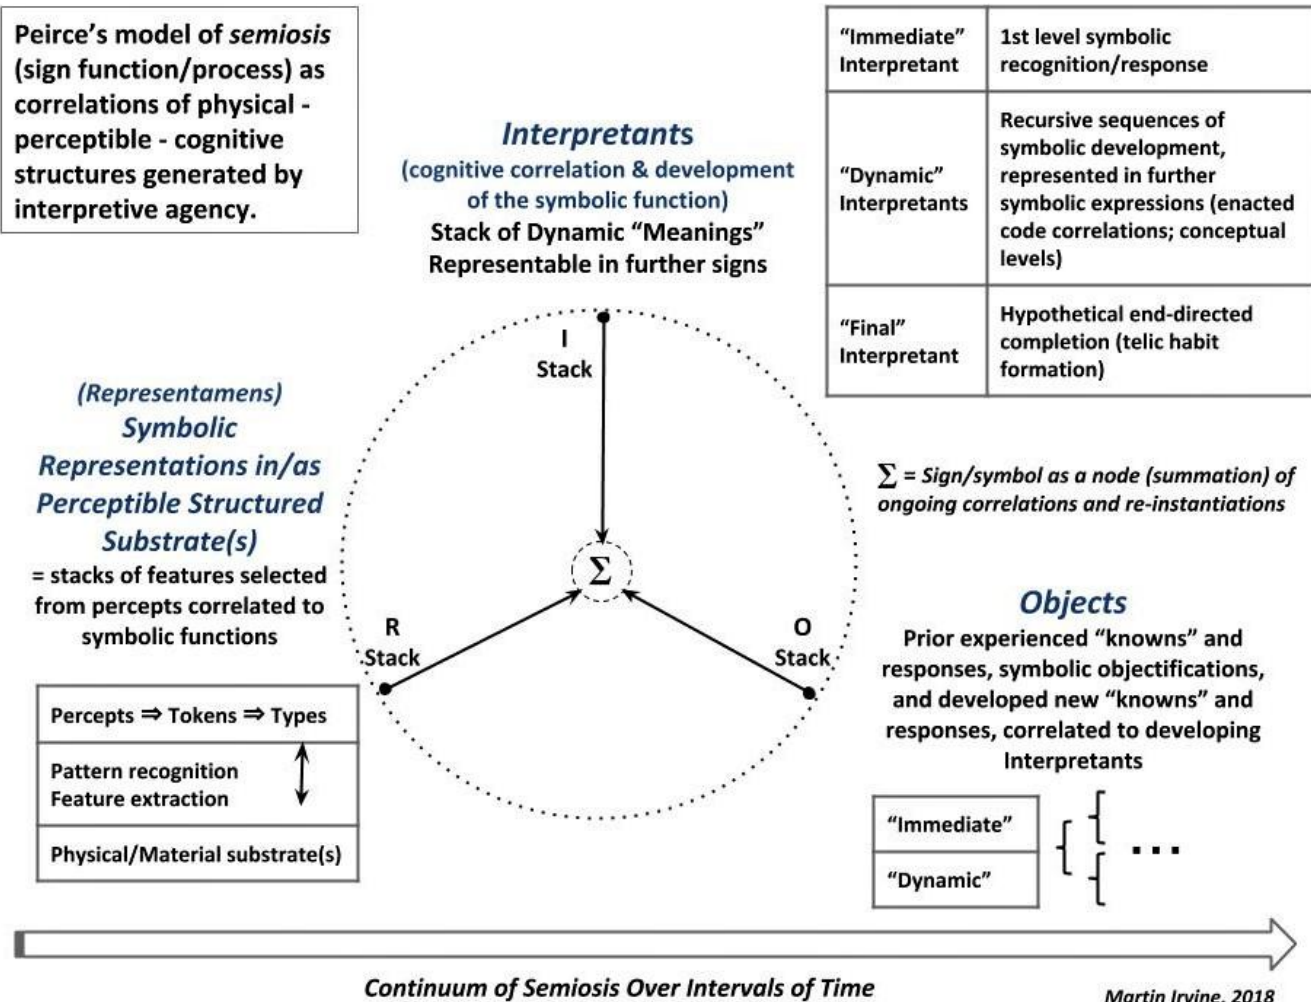 Peirce's model of semiosis
(sign function/process) as
correlations of physical -
perceptible - cognitive
structures generated by
interpretive agency.
Interpretants
(cognitive correlation & development
of the symbolic function)
Stack of Dynamic “Meanings”
Representable in further signs
“Immediate”
Interpretant
1st level symbolic
recognition/response
“Dynamic”
Interpretants
Recursive sequences of
symbolic development,
represented in further
symbolic expressions (enacted
code correlations; conceptual
levels)
“Final”
Interpretant
Hypothetical end-directed
completion (telic habit
formation)
I
Stack
(Representamens)
Symbolic
Representations in/as
Perceptible Structured
Substrate(s)
= stacks of features selected
from percepts correlated to
symbolic functions
R
Stack
Σ
O
Stack
Σ = Sign/symbol as a node (summation) of
ongoing correlations and re-instantiations
Objects
Prior experienced “knowns” and
responses, symbolic objectifications,
and developed new “knowns” and
responses, correlated to developing
Interpretants
Percepts ⇒ Tokens ⇒ Types
Pattern recognition
Feature extraction
Physical/Material substrate(s)
“Immediate”
“Dynamic”
{ { { ...
Continuum of Semiosis Over Intervals of Time
Martin Irvine, 2018